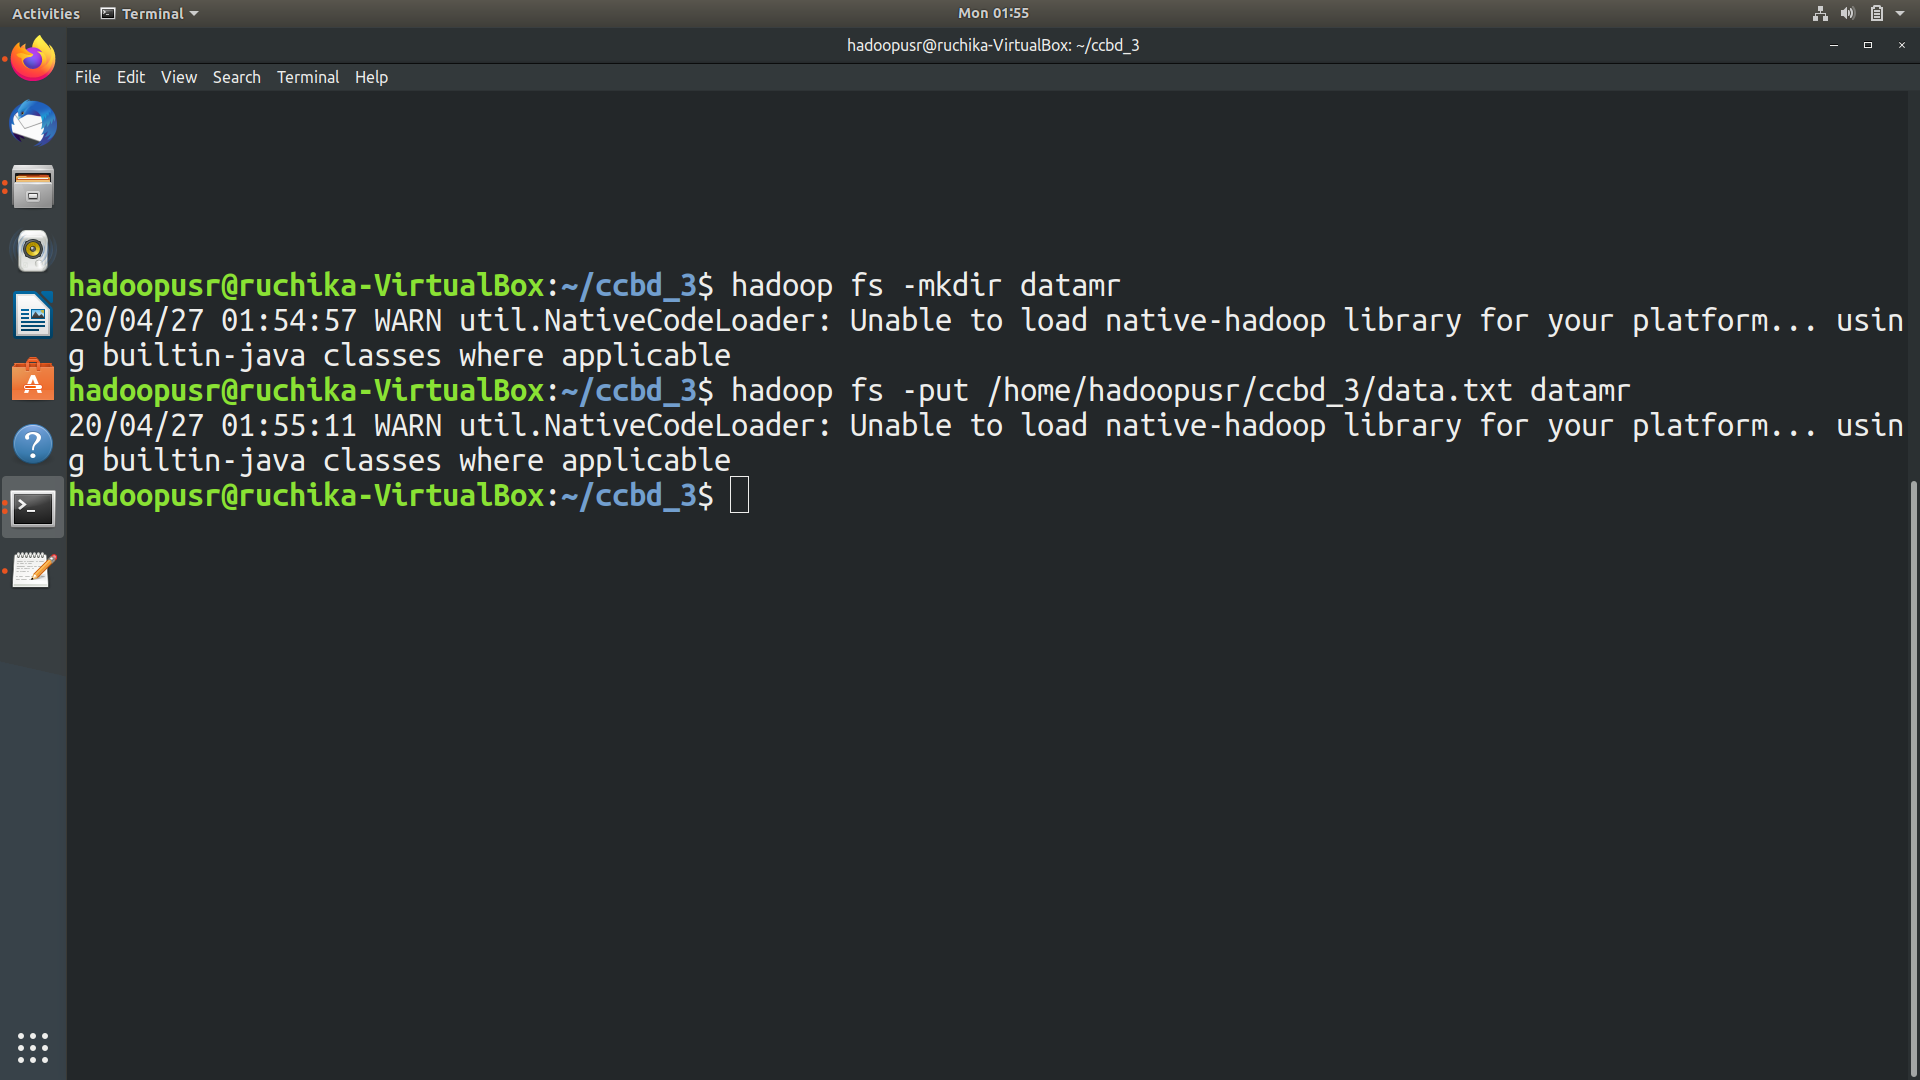 Activities Terminal Mon 01:55
hadoopusr@ruchika-VirtualBox: ~/ccbd_3
File Edit View Search Terminal Help
hadoopusr@ruchika-VirtualBox:~/ccbd_3$ hadoop fs -mkdir datamr
20/04/27 01:54:57 WARN util.NativeCodeLoader: Unable to load native-hadoop library for your platform... usin
g builtin-java classes where applicable
hadoopusr@ruchika-VirtualBox:~/ccbd_3$ hadoop fs -put /home/hadoopusr/ccbd_3/data.txt datamr
20/04/27 01:55:11 WARN util.NativeCodeLoader: Unable to load native-hadoop library for your platform... usin
g builtin-java classes where applicable
hadoopusr@ruchika-VirtualBox:~/ccbd_3$